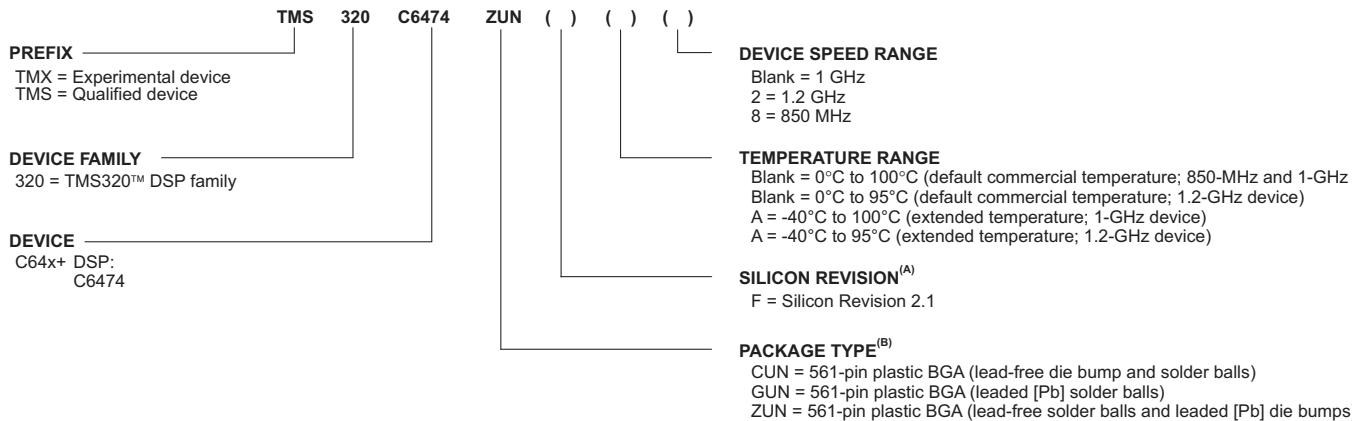 TMS 320 C6474 ZUN ( ) ( ) ( )
PREFIX
TMX = Experimental device
TMS = Qualified device
DEVICE FAMILY
320 = TMS320™ DSP family
DEVICE
C64x+ DSP:
C6474
DEVICE SPEED RANGE
Blank = 1 GHz
2 = 1.2 GHz
8 = 850 MHz
TEMPERATURE RANGE
Blank = 0°C to 100°C (default commercial temperature; 850-MHz and 1-GHz
Blank = 0°C to 95°C (default commercial temperature; 1.2-GHz device)
A = -40°C to 100°C (extended temperature; 1-GHz device)
A = -40°C to 95°C (extended temperature; 1.2-GHz device)
SILICON REVISION(A)
F = Silicon Revision 2.1
PACKAGE TYPE(B)
CUN = 561-pin plastic BGA (lead-free die bump and solder balls)
GUN = 561-pin plastic BGA (leaded [Pb] solder balls)
ZUN = 561-pin plastic BGA (lead-free solder balls and leaded [Pb] die bumps